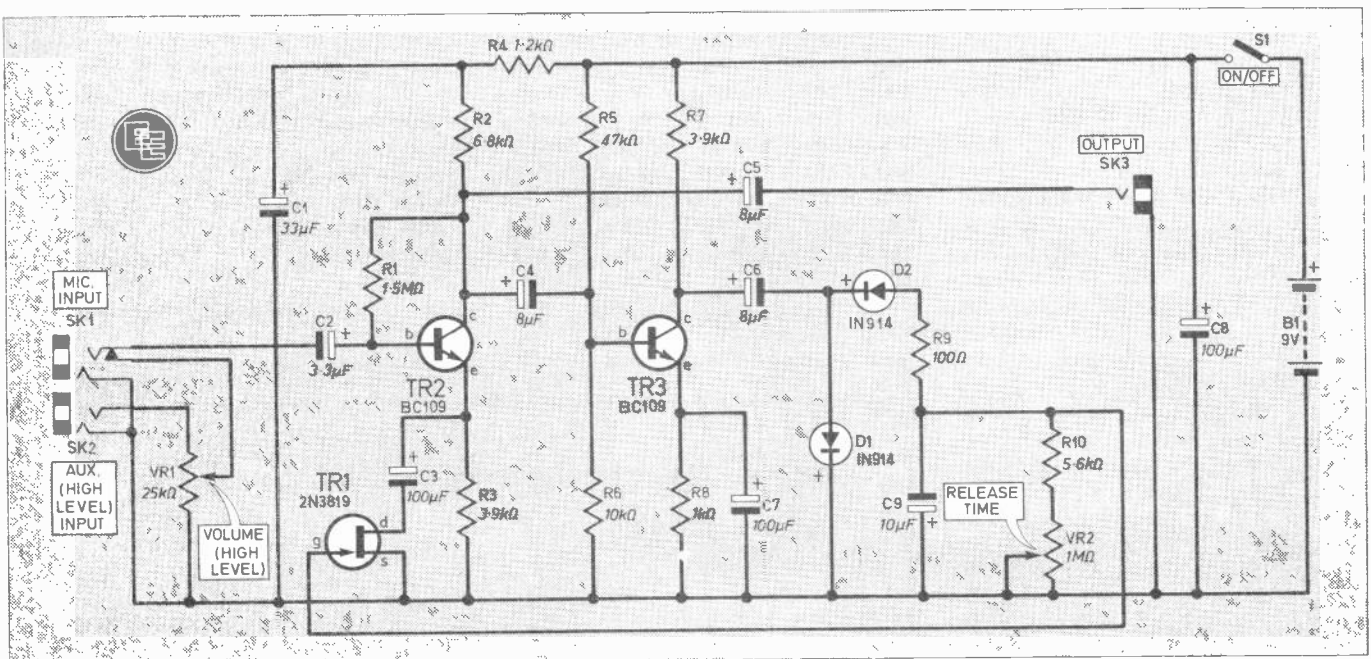 R4 1·2kΩ
S1
ON/OFF
R2
6·8kΩ
R5
47kΩ
R7
3·9kΩ
OUTPUT
SK3
+
C1
33μF
+
C5
8μF
MIC.
INPUT
SK1
R1
1·5MΩ
+
C4
8μF
+
C6
8μF
+
D2
IN914
+
B1
9V
+
C8
100μF
C2
+
3·3μF
b
c
e
TR2
BC109
b
c
e
TR3
BC109
R9
100Ω
SK2
AUX.
(HIGH
LEVEL)
INPUT
VR1
25kΩ
VOLUME
(HIGH
LEVEL)
TR1
2N3819
+
C3
100μF
g
d
s
R3
3·9kΩ
R6
10kΩ
R8
1kΩ
+
C7
100μF
D1
IN914
+
C9
10μF
+
RELEASE
TIME
R10
5·6kΩ
VR2
1MΩ